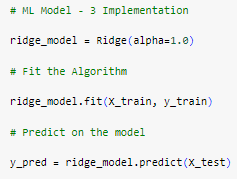 # ML Model - 3 Implementation
ridge_model = Ridge(alpha=1.0)
# Fit the Algorithm
ridge_model.fit(X_train, y_train)
# Predict on the model
y_pred = ridge_model.predict(X_test)